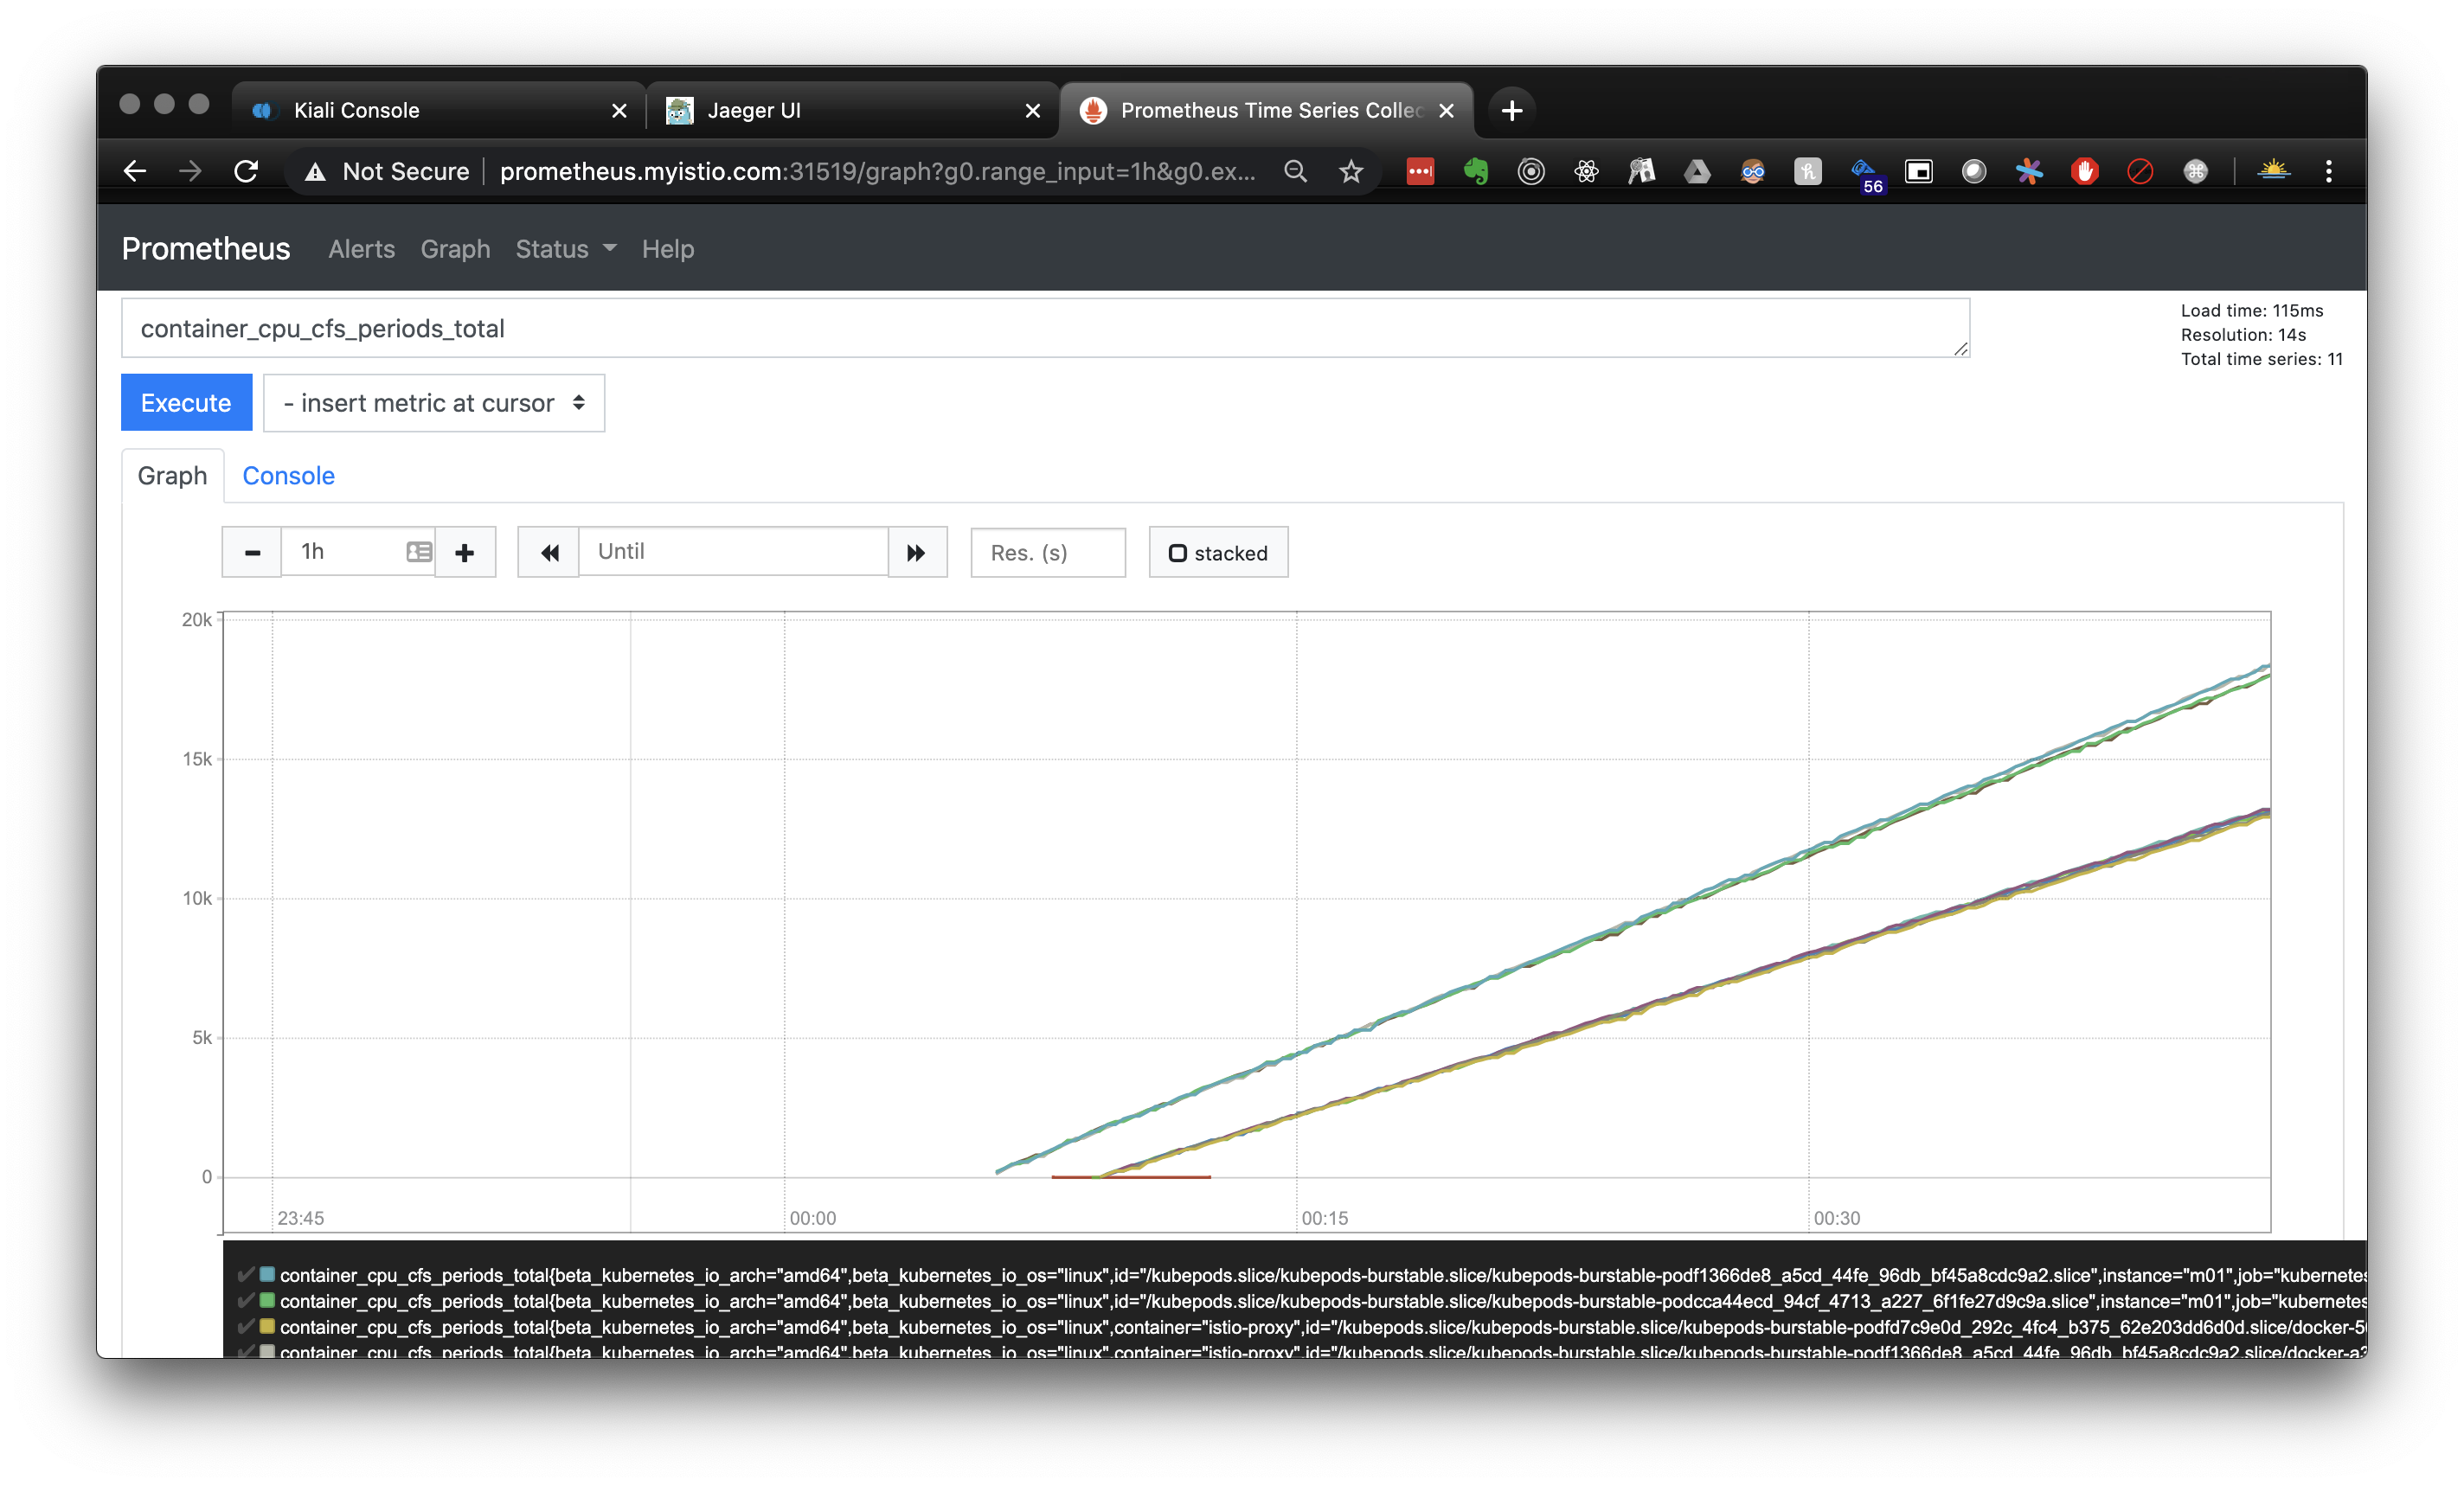 Kiali Console
Jaeger UI
Prometheus Time Series Collec
Not Secure prometheus.myistio.com:31519/graph?g0.range_input=1h&g0.ex...
56
Prometheus Alerts Graph Status Help
container_cpu_cfs_periods_total
Load time: 115ms
Resolution: 14s
Total time series: 11
Execute - insert metric at cursor
Graph Console
1h Until Res. (s) stacked
20k
15k
10k
5k
0
23:45 00:00 00:15 00:30
container_cpu_cfs_periods_total{beta_kubernetes_io_arch="amd64",beta_kubernetes_io_os="linux",id="/kubepods.slice/kubepods-burstable.slice/kubepods-burstable-podf1366de8_a5cd_44fe_96db_bf45a8cdc9a2.slice",instance="m01",job="kubernetes
container_cpu_cfs_periods_total{beta_kubernetes_io_arch="amd64",beta_kubernetes_io_os="linux",id="/kubepods.slice/kubepods-burstable.slice/kubepods-burstable-podcca44ecd_94cf_4713_a227_6f1fe27d9c9a.slice",instance="m01",job="kubernetes
container_cpu_cfs_periods_total{beta_kubernetes_io_arch="amd64",beta_kubernetes_io_os="linux",container="istio-proxy",id="/kubepods.slice/kubepods-burstable.slice/kubepods-burstable-podfd7c9e0d_292c_4fc4_b375_62e203dd6d0d.slice/docker-5
container_cpu_cfs_periods_total{beta_kubernetes_io_arch="amd64",beta_kubernetes_io_os="linux",container="istio-proxy",id="/kubepods.slice/kubepods-burstable.slice/kubepods-burstable-podf1366de8_a5cd_44fe_96db_bf45a8cdc9a2.slice/docker-a